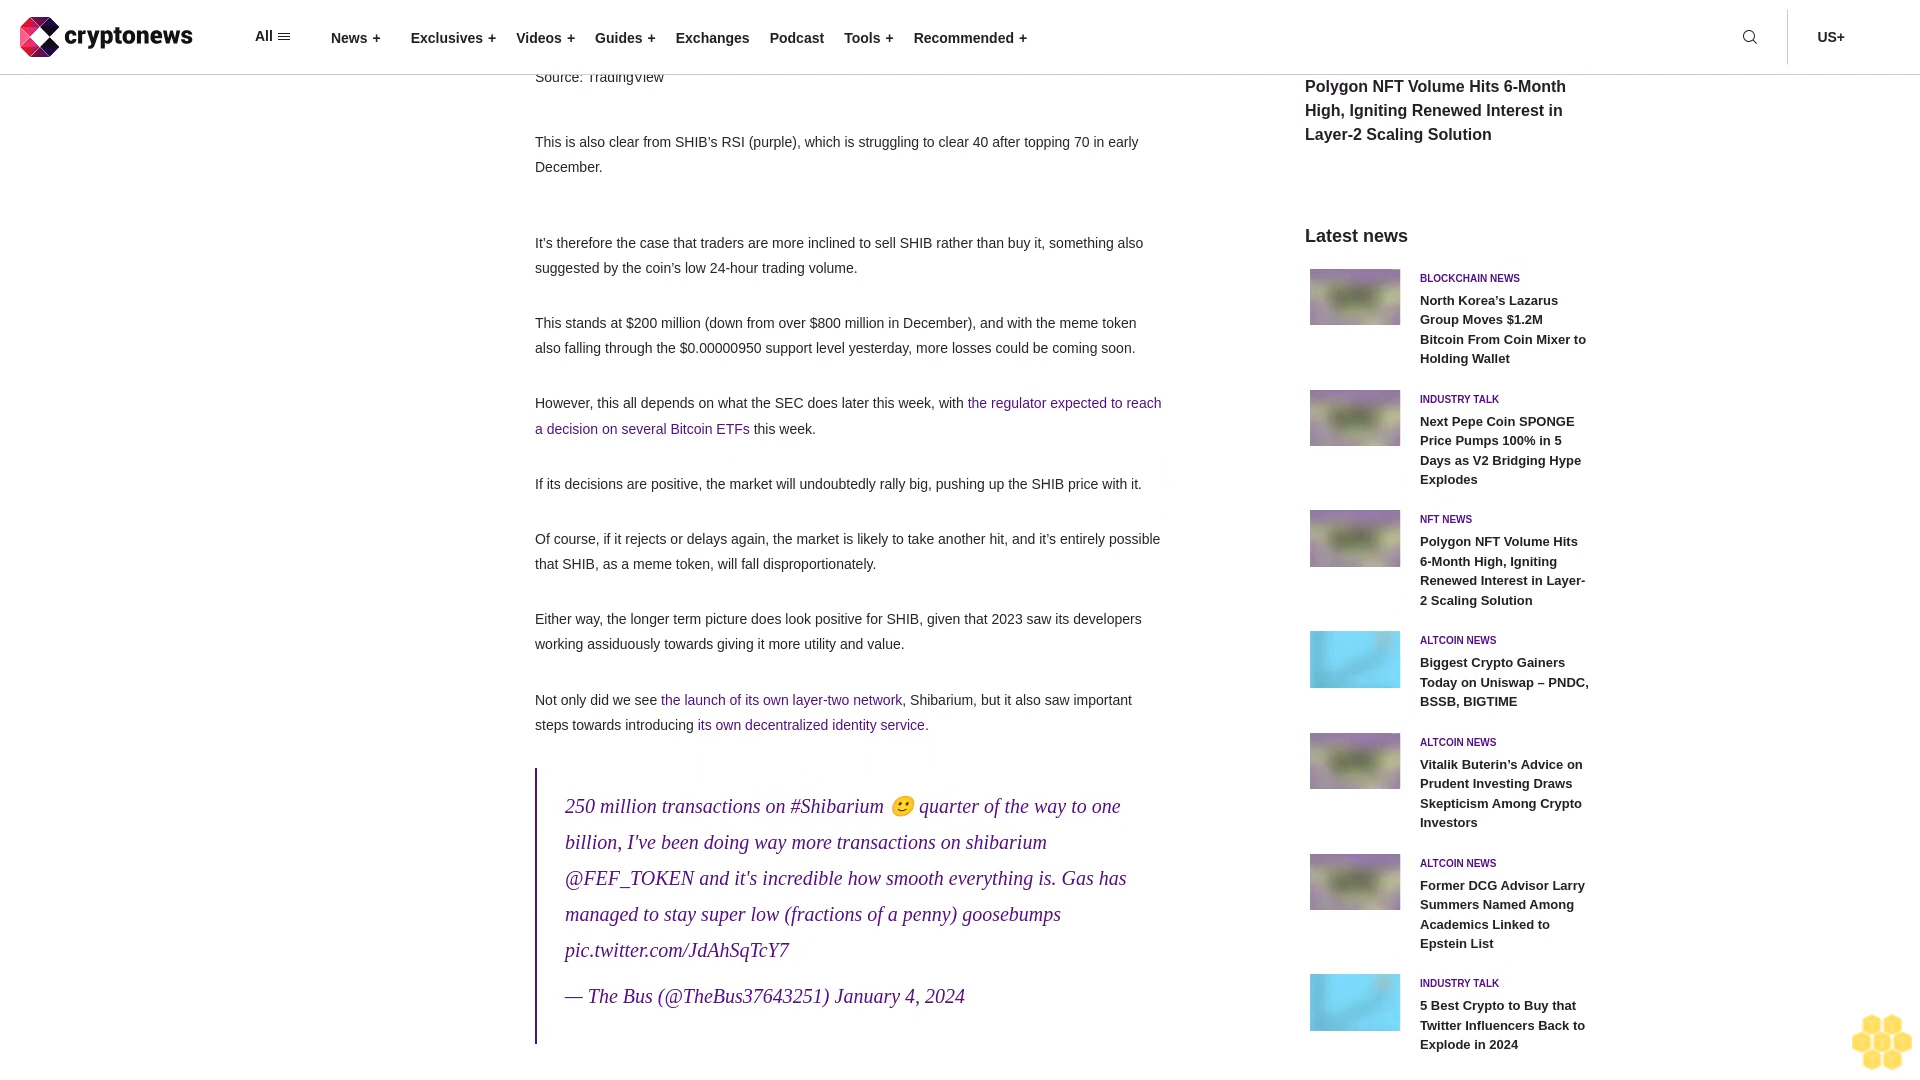 cryptonews
All
News +
Exclusives +
Videos +
Guides +
Exchanges
Podcast
Tools +
Recommended +
US+
Source: TradingView
This is also clear from SHIB’s RSI (purple), which is struggling to clear 40 after topping 70 in early
December.
It’s therefore the case that traders are more inclined to sell SHIB rather than buy it, something also
suggested by the coin’s low 24-hour trading volume.
This stands at $200 million (down from over $800 million in December), and with the meme token
also falling through the $0.00000950 support level yesterday, more losses could be coming soon.
However, this all depends on what the SEC does later this week, with the regulator expected to reach
a decision on several Bitcoin ETFs this week.
If its decisions are positive, the market will undoubtedly rally big, pushing up the SHIB price with it.
Of course, if it rejects or delays again, the market is likely to take another hit, and it’s entirely possible
that SHIB, as a meme token, will fall disproportionately.
Either way, the longer term picture does look positive for SHIB, given that 2023 saw its developers
working assiduously towards giving it more utility and value.
Not only did we see the launch of its own layer-two network, Shibarium, but it also saw important
steps towards introducing its own decentralized identity service.
250 million transactions on #Shibarium 🙂 quarter of the way to one
billion, I've been doing way more transactions on shibarium
@FEF_TOKEN and it's incredible how smooth everything is. Gas has
managed to stay super low (fractions of a penny) goosebumps
pic.twitter.com/JdAhSqTcY7
— The Bus (@TheBus37643251) January 4, 2024
Polygon NFT Volume Hits 6-Month
High, Igniting Renewed Interest in
Layer-2 Scaling Solution
Latest news
BLOCKCHAIN NEWS
North Korea’s Lazarus
Group Moves $1.2M
Bitcoin From Coin Mixer to
Holding Wallet
INDUSTRY TALK
Next Pepe Coin SPONGE
Price Pumps 100% in 5
Days as V2 Bridging Hype
Explodes
NFT NEWS
Polygon NFT Volume Hits
6-Month High, Igniting
Renewed Interest in Layer-
2 Scaling Solution
ALTCOIN NEWS
Biggest Crypto Gainers
Today on Uniswap – PNDC,
BSSB, BIGTIME
ALTCOIN NEWS
Vitalik Buterin’s Advice on
Prudent Investing Draws
Skepticism Among Crypto
Investors
ALTCOIN NEWS
Former DCG Advisor Larry
Summers Named Among
Academics Linked to
Epstein List
INDUSTRY TALK
5 Best Crypto to Buy that
Twitter Influencers Back to
Explode in 2024